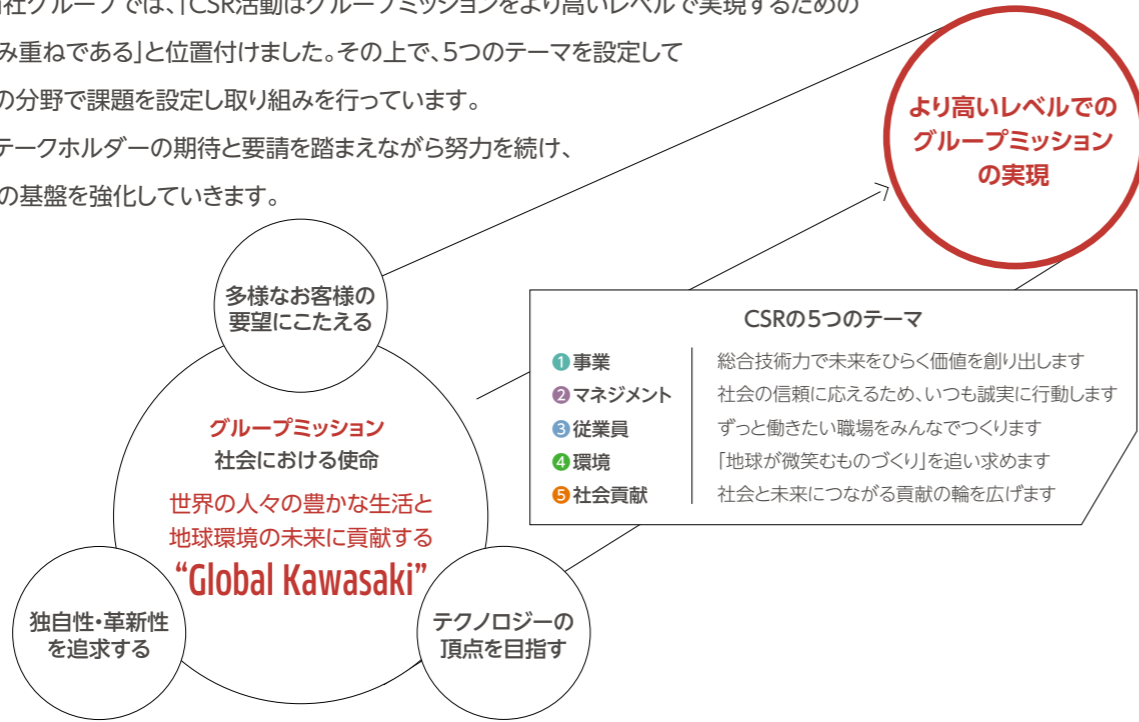 社グループでは、「CSR活動はグループミッションをより高いレベルで実現するための
み重ねである」と位置付けました。その上で、5つのテーマを設定して
の分野で課題を設定し取り組みを行っています。
テークホルダーの期待と要請を踏まえながら努力を続け、
の基盤を強化していきます。
より高いレベルでの
グループミッション
の実現
多様なお客様の
要望にこたえる
グループミッション
社会における使命
世界の人々の豊かな生活と
地球環境の未来に貢献する
“Global Kawasaki”
独自性・革新性
を追求する
テクノロジーの
頂点を目指す
CSRの5つのテーマ
1 事業 総合技術力で未来をひらく価値を創り出します
2 マネジメント 社会の信頼に応えるため、いつも誠実に行動します
3 従業員 ずっと働きたい職場をみんなでつくります
4 環境 「地球が微笑むものづくり」を追い求めます
5 社会貢献 社会と未来につながる貢献の輪を広げます